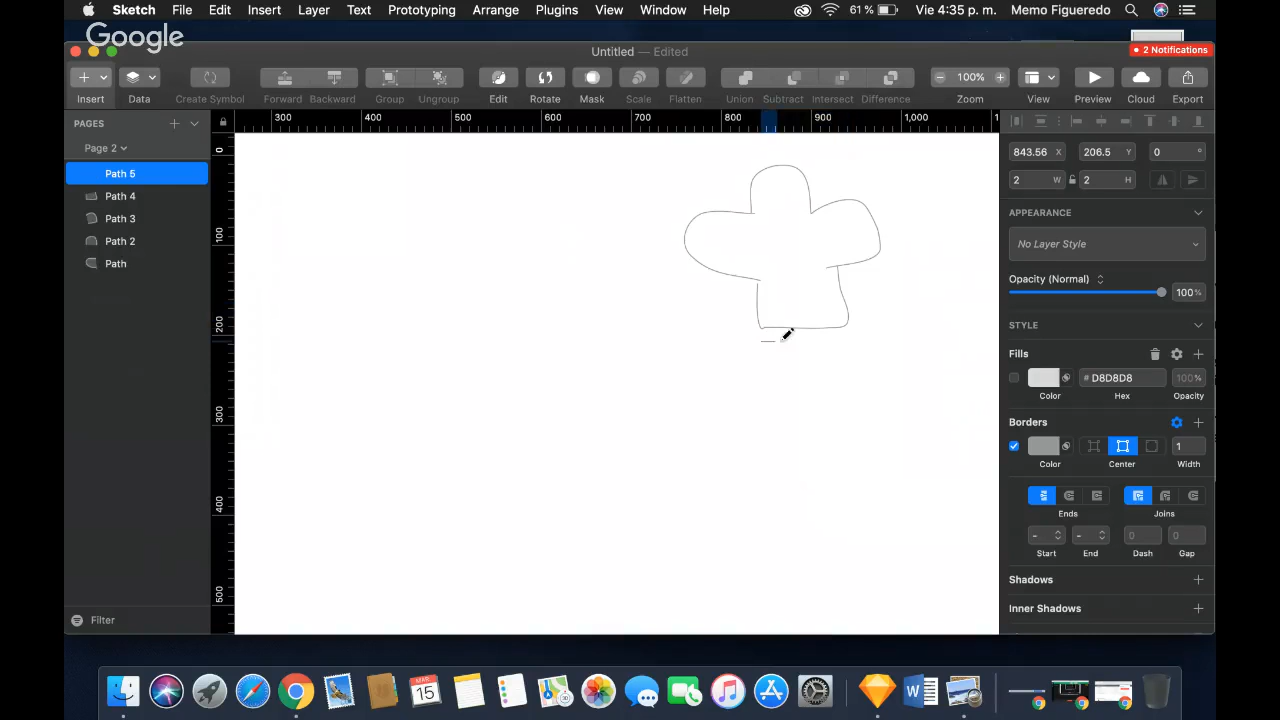 Sketch File Edit Insert Layer Text Prototyping Arrange Plugins View Window Help 61 % Vie 4:35 p. m. Memo Figueredo
Google
Untitled — Edited
2 Notifications
Insert Data Create Symbol Forward Backward Group Ungroup Edit Rotate Mask Scale Flatten Union Subtract Intersect Difference 100% Zoom View Preview Cloud Export
PAGES
Page 2
Path 5
Path 4
Path 3
Path 2
Path
Filter
300 400 500 600 700 800 900 1,000
0
100
200
300
400
500
843.56 X 206.5 Y 0 °
2 W 2 H
APPEARANCE
No Layer Style
Opacity (Normal)
100%
STYLE
Fills
# D8D8D8 100%
Color Hex Opacity
Borders
1
Color Center Width
Ends Joins
- - 0 0
Start End Dash Gap
Shadows
Inner Shadows
MAR
15